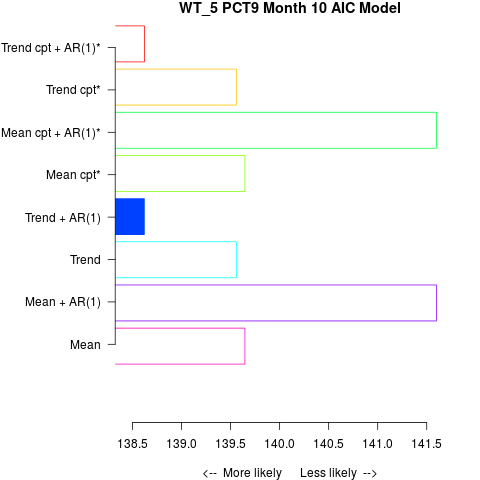 WT_5 PCT9 Month 10 AIC Model
Trend cpt + AR(1)*
Trend cpt*
Mean cpt + AR(1)*
Mean cpt*
Trend + AR(1)
Trend
Mean + AR(1)
Mean
138.5 139.0 139.5 140.0 140.5 141.0 141.5
<-- More likely Less likely -->